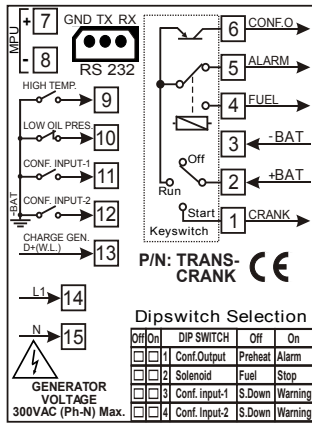 MPU
+ 7
- 8
GND TX RX
RS 232
HIGH TEMP.
9
LOW OIL PRES.
10
CONF. INPUT-1
11
CONF. INPUT-2
12
-BAT
CHARGE GEN.
D+(W.L.)
13
L1 14
N 15
GENERATOR
VOLTAGE
300VAC (Ph-N) Max.
6 CONF.O
5 ALARM
4 FUEL
3 -BAT
2 +BAT
1 CRANK
Off
Run
Start
Keyswitch
P/N: TRANS-
CRANK
CE
Dipswitch Selection
Off On DIP SWITCH Off On
1 Conf.Output Preheat Alarm
2 Solenoid Fuel Stop
3 Conf. input-1 S.Down Warning
4 Conf. Input-2 S.Down Warning